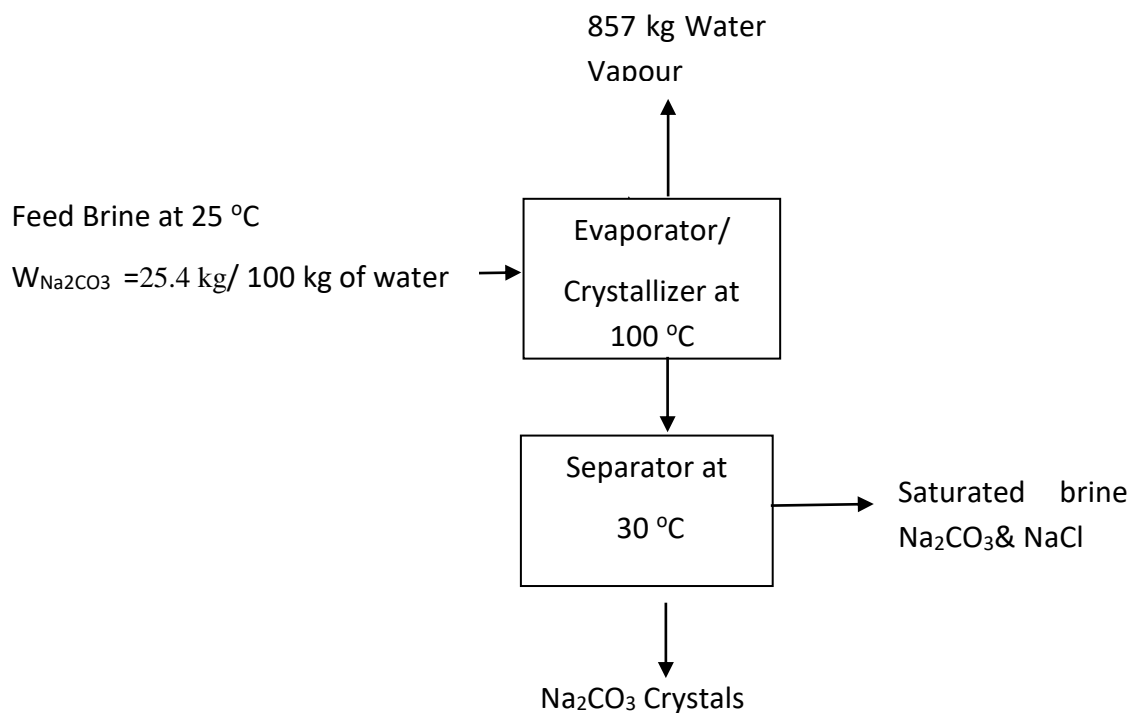 857 kg Water
Vapour
Feed Brine at 25 °C
W_Na2CO3 =25.4 kg/ 100 kg of water
Evaporator/
Crystallizer at
100 °C
Separator at
30 °C
Saturated brine
Na₂CO₃& NaCl
Na₂CO₃ Crystals